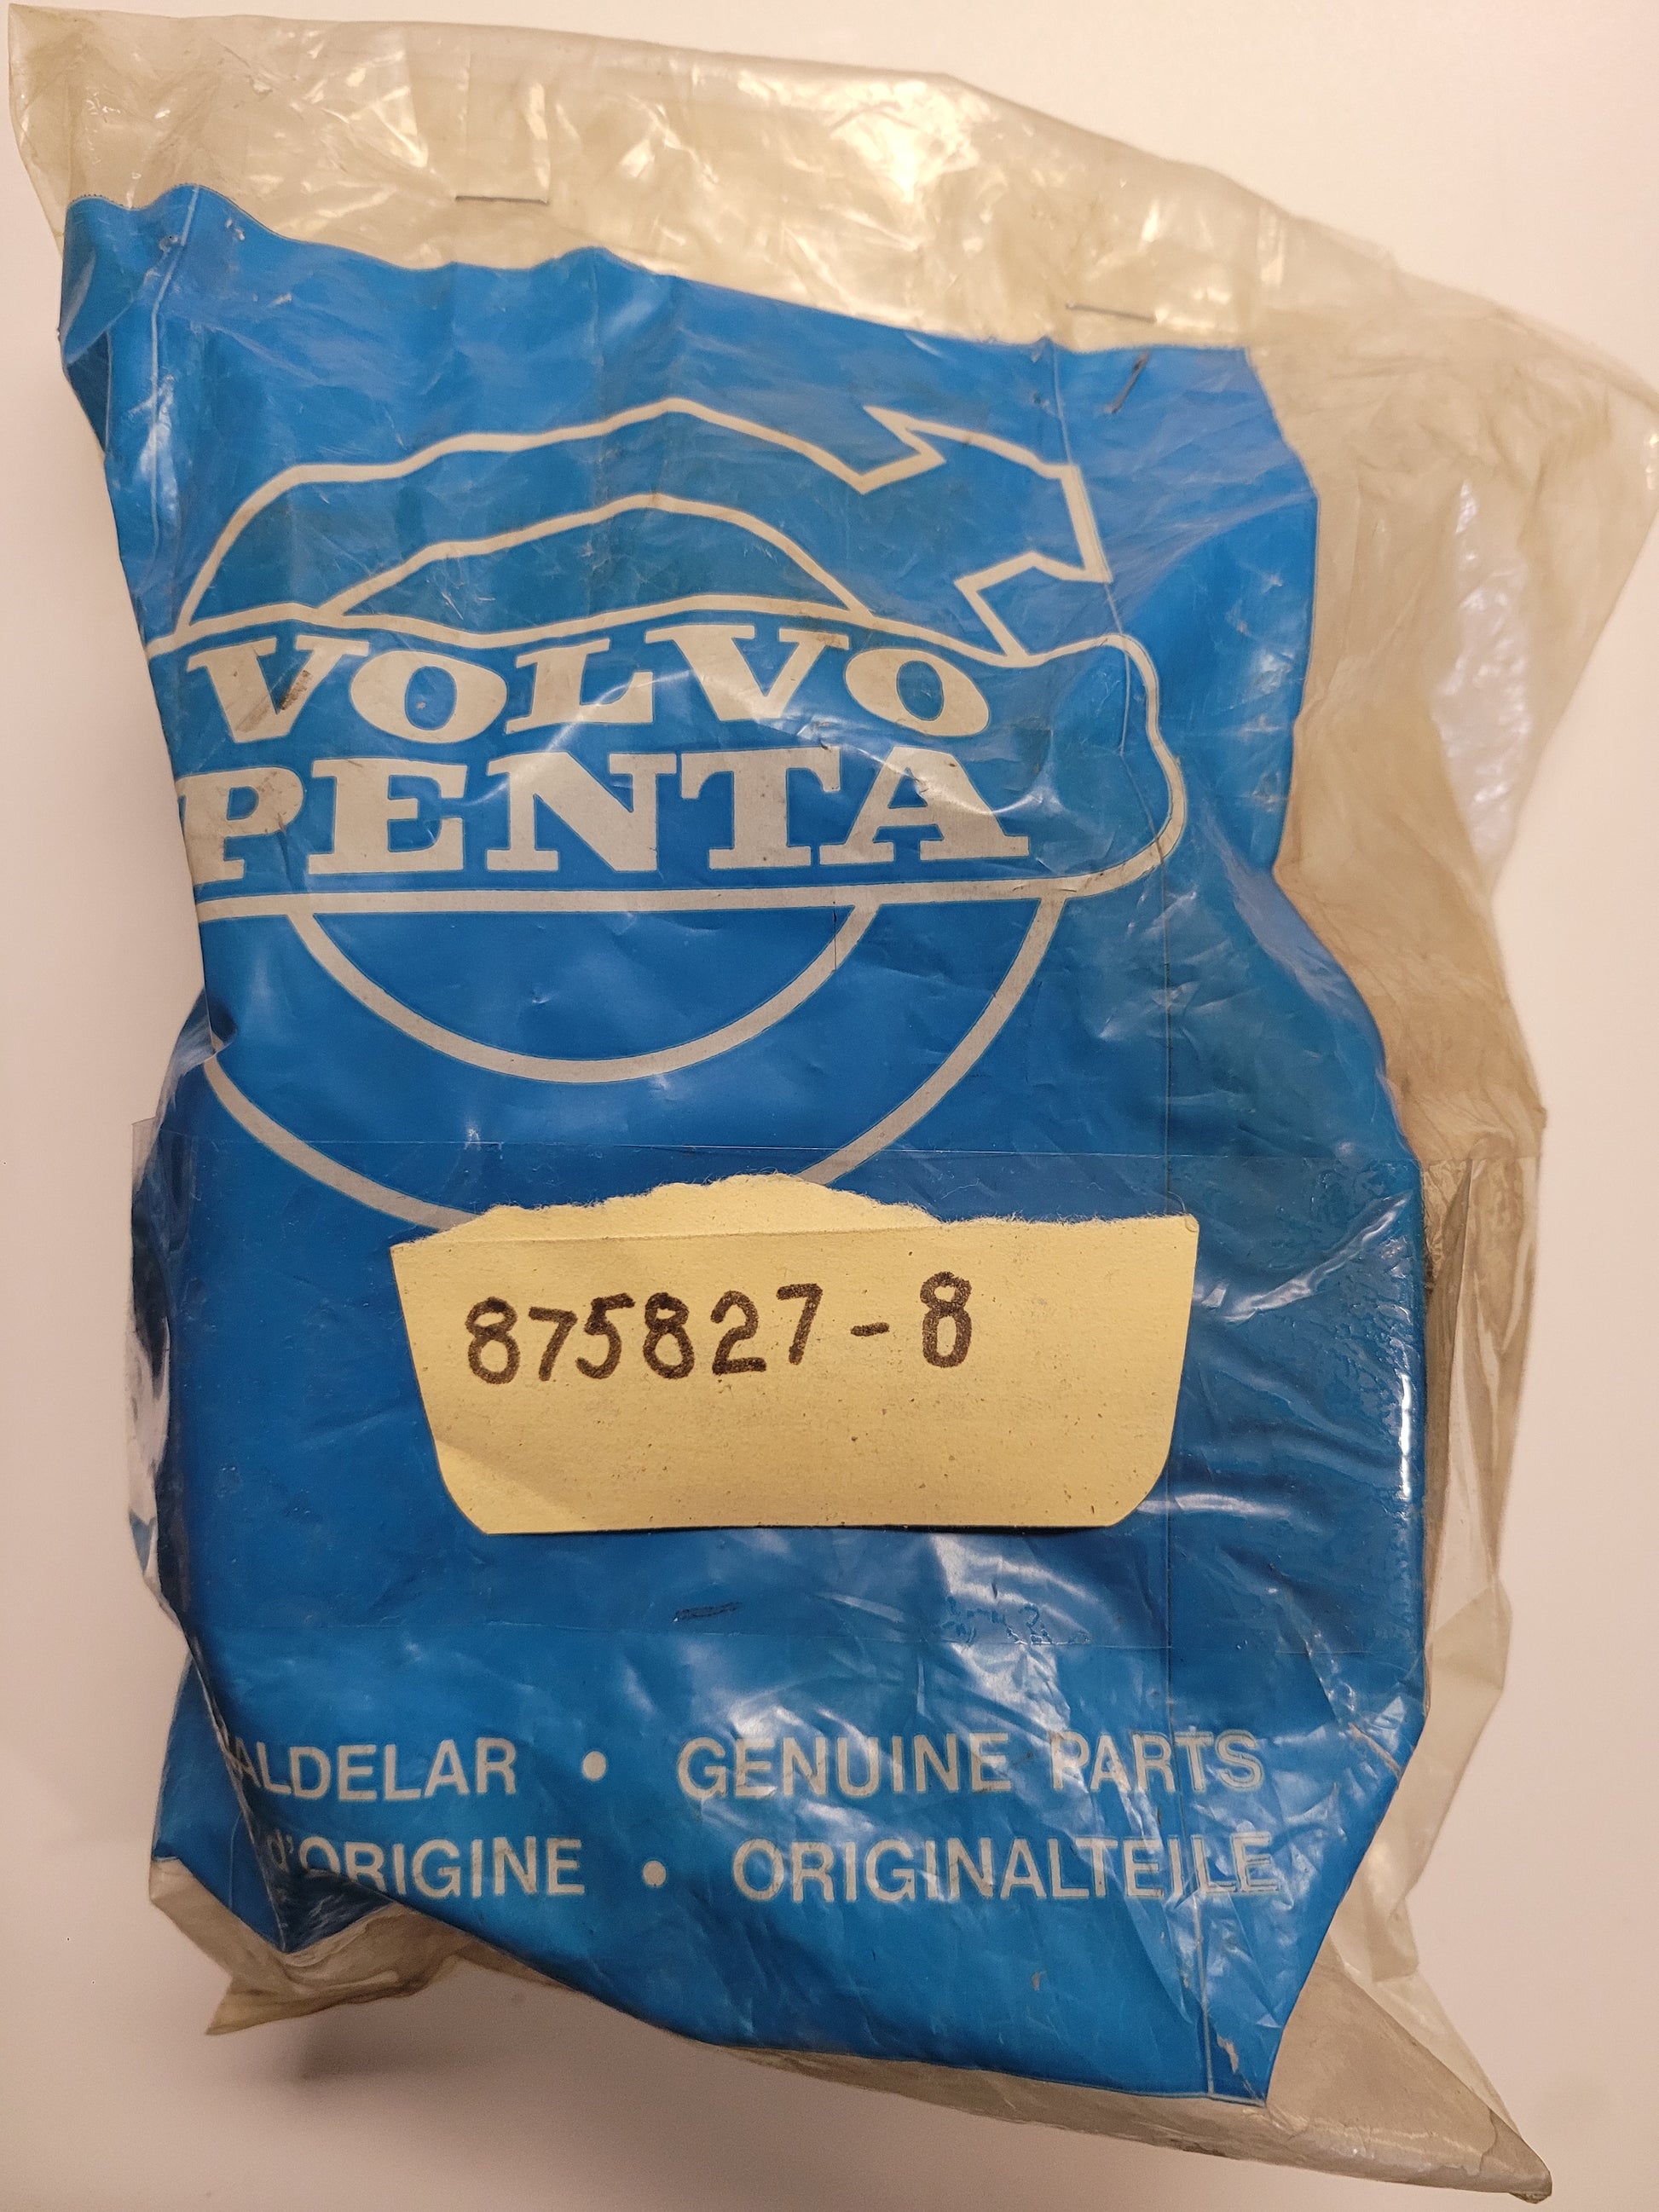 VOLVO
PENTA
875827-8
ALDELAR • GENUINE PARTS
d'ORIGINE • ORIGINALTEILE